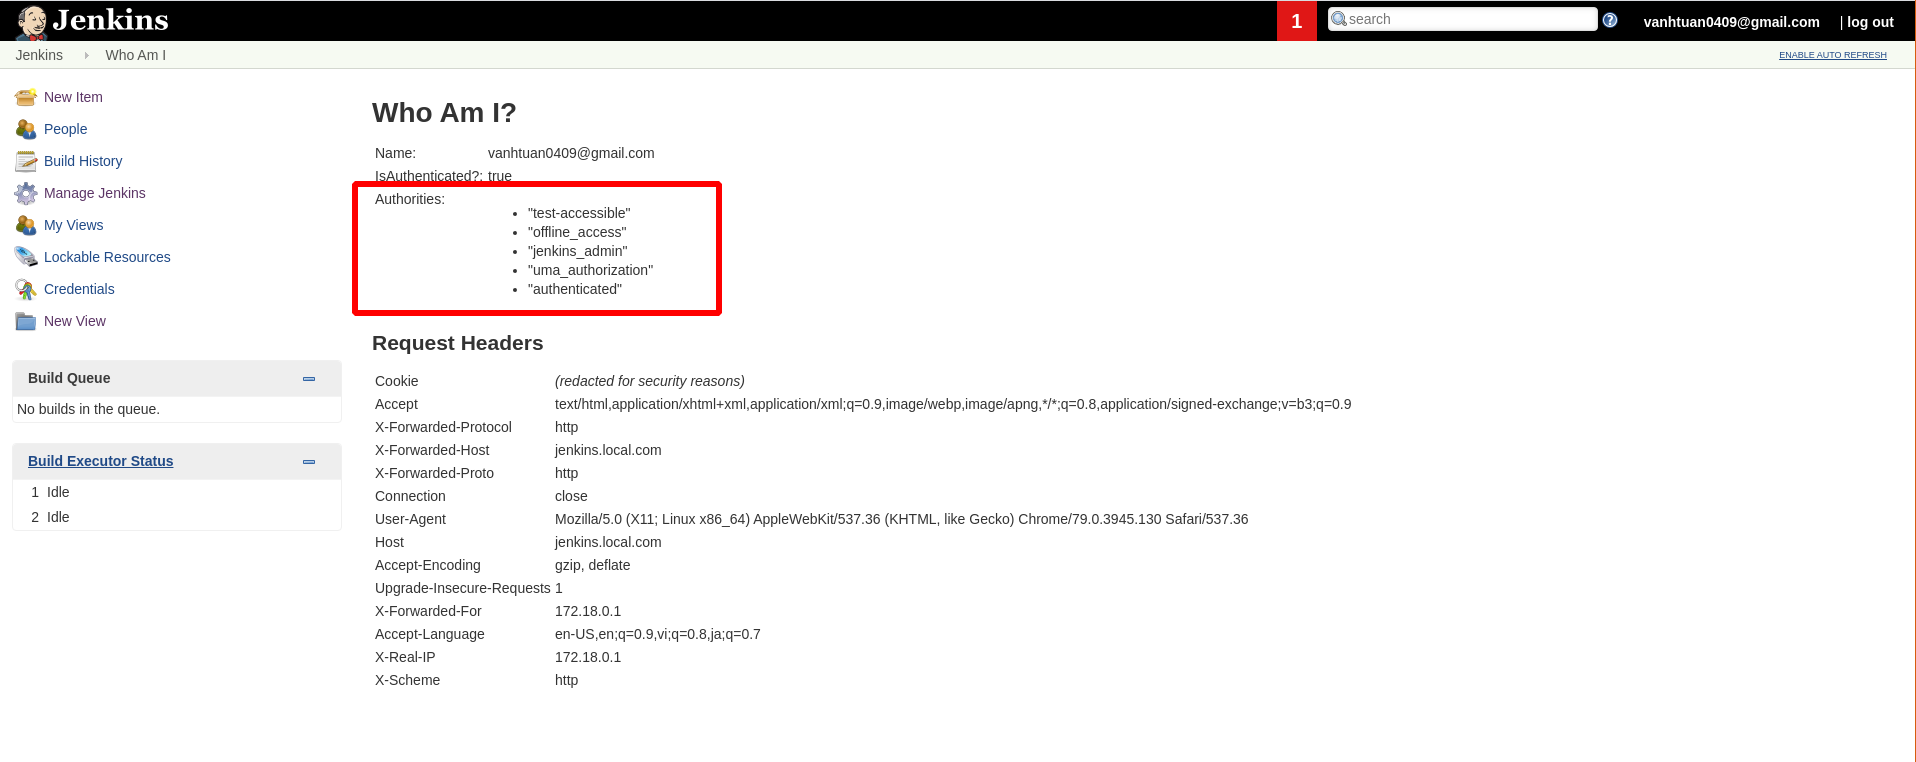 Jenkins
1
search
?
vanhtuan0409@gmail.com
| log out
Jenkins Who Am I
ENABLE AUTO REFRESH
New Item
People
Build History
Manage Jenkins
My Views
Lockable Resources
Credentials
New View
Build Queue
No builds in the queue.
Build Executor Status
1 Idle
2 Idle
Who Am I?
Name: vanhtuan0409@gmail.com
IsAuthenticated?: true
Authorities:
• "test-accessible"
• "offline_access"
• "jenkins_admin"
• "uma_authorization"
• "authenticated"
Request Headers
Cookie (redacted for security reasons)
Accept text/html,application/xhtml+xml,application/xml;q=0.9,image/webp,image/apng,*/*;q=0.8,application/signed-exchange;v=b3;q=0.9
X-Forwarded-Protocol http
X-Forwarded-Host jenkins.local.com
X-Forwarded-Proto http
Connection close
User-Agent Mozilla/5.0 (X11; Linux x86_64) AppleWebKit/537.36 (KHTML, like Gecko) Chrome/79.0.3945.130 Safari/537.36
Host jenkins.local.com
Accept-Encoding gzip, deflate
Upgrade-Insecure-Requests 1
X-Forwarded-For 172.18.0.1
Accept-Language en-US,en;q=0.9,vi;q=0.8,ja;q=0.7
X-Real-IP 172.18.0.1
X-Scheme http